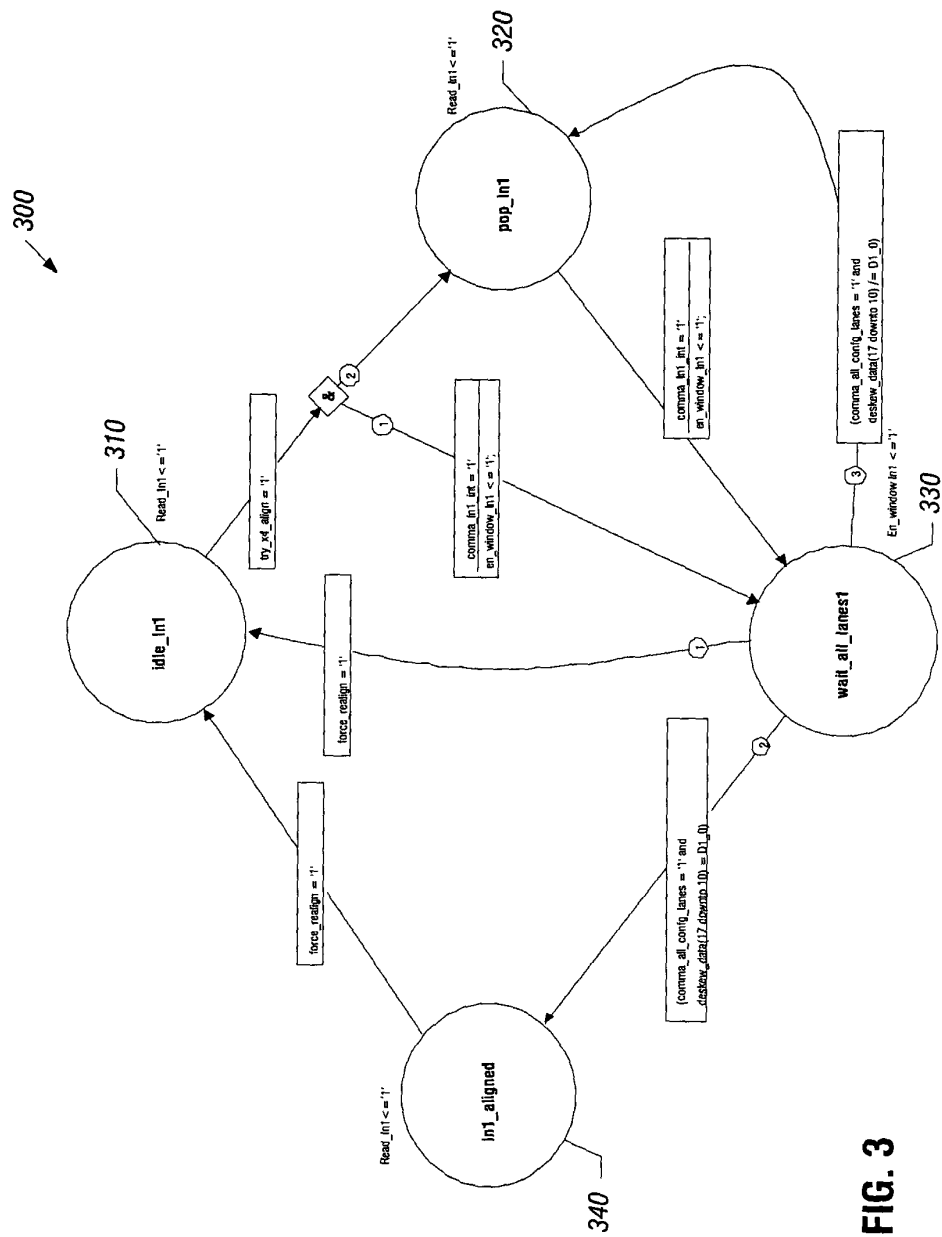 300
310
Read_ln1<='1'
idle_ln1
320
Read_ln1<='1'
pop_ln1
try_x4_align = '1'
&
2
1
comma_ln1_int = '1'
en_window_ln1 <= '1';
comma_ln1_int = '1'
en_window_ln1 <= '1';
force_realign = '1'
force_realign = '1'
Read_ln1<='1'
ln1_aligned
340
1
2
3
(comma_all_config_lanes = '1' and
deskew_data(17 downto 10) = D1_0)
(comma_all_config_lanes = '1' and
deskew_data(17 downto 10) /= D1_0)
wait_all_lanes1
En_window ln1 <='1'
330
FIG. 3